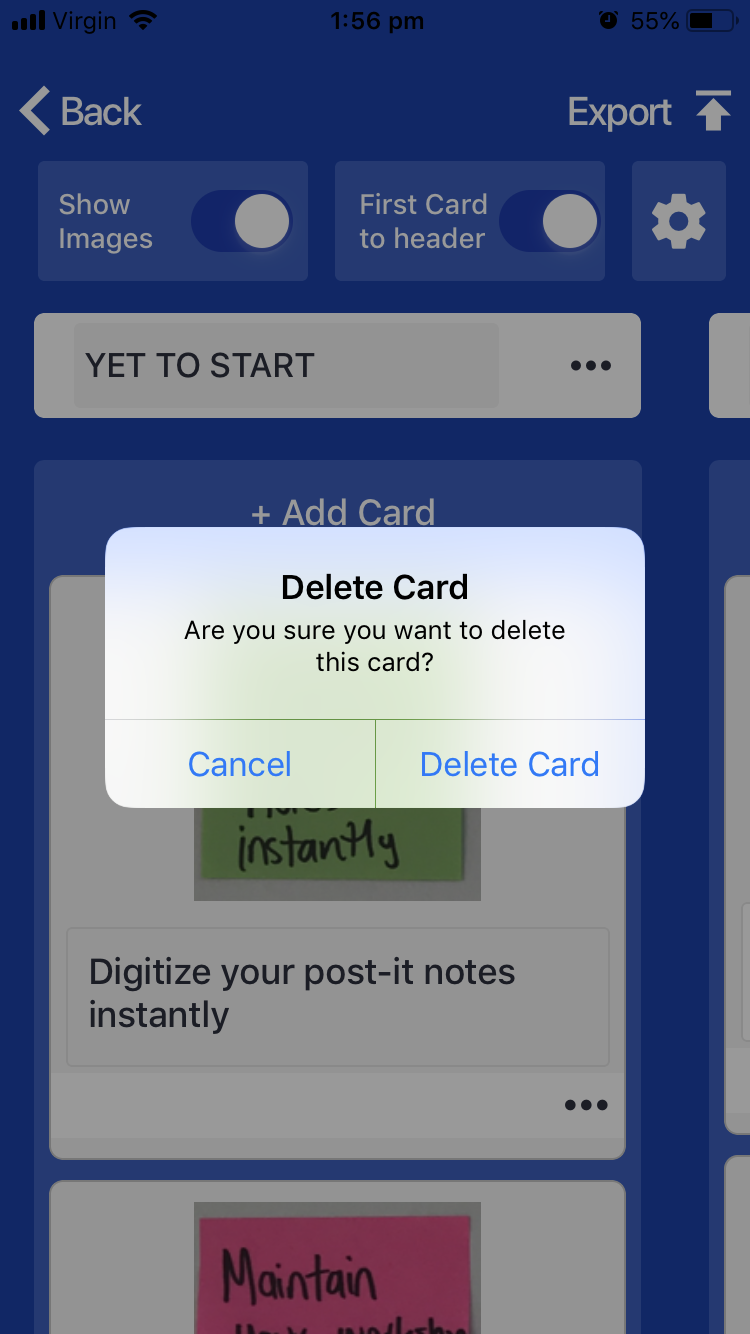 Virgin 1:56 pm 55%
Back Export
Show
Images
First Card
to header
YET TO START
•••
+ Add Card
Delete Card
Are you sure you want to delete
this card?
Cancel Delete Card
instantly
Digitize your post-it notes
instantly
•••
Maintain